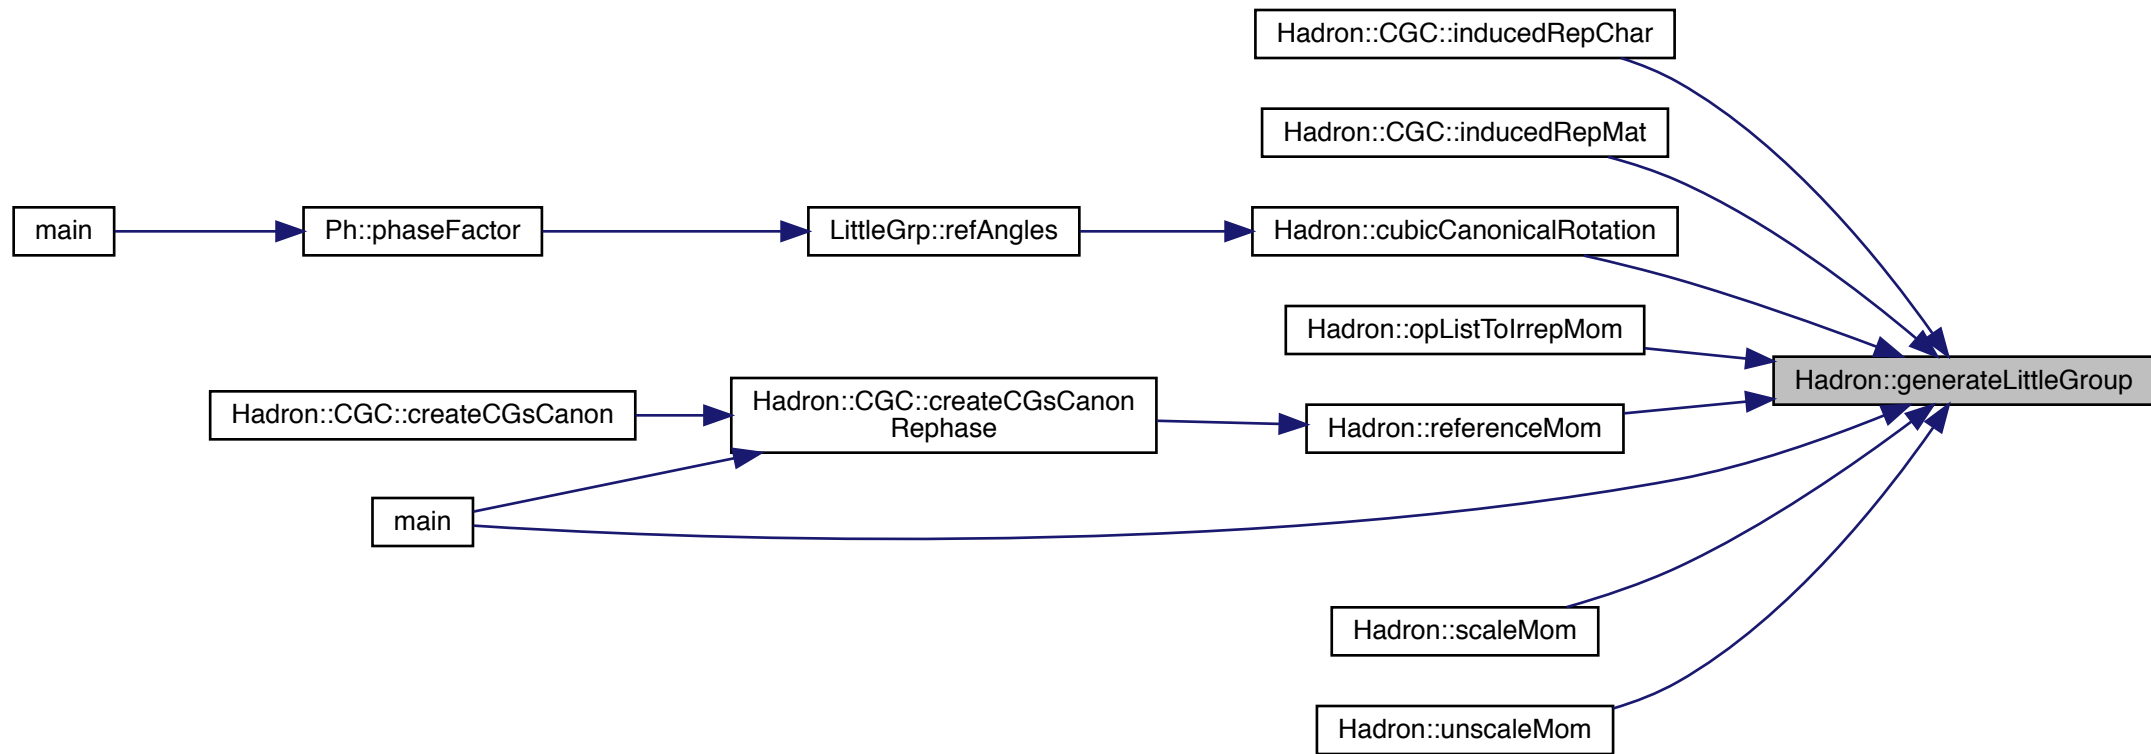 Hadron::CGC::inducedRepChar
Hadron::CGC::inducedRepMat
main
Ph::phaseFactor
LittleGrp::refAngles
Hadron::cubicCanonicalRotation
Hadron::opListToIrrepMom
Hadron::generateLittleGroup
Hadron::CGC::createCGsCanon
Hadron::CGC::createCGsCanon
Rephase
Hadron::referenceMom
main
Hadron::scaleMom
Hadron::unscaleMom